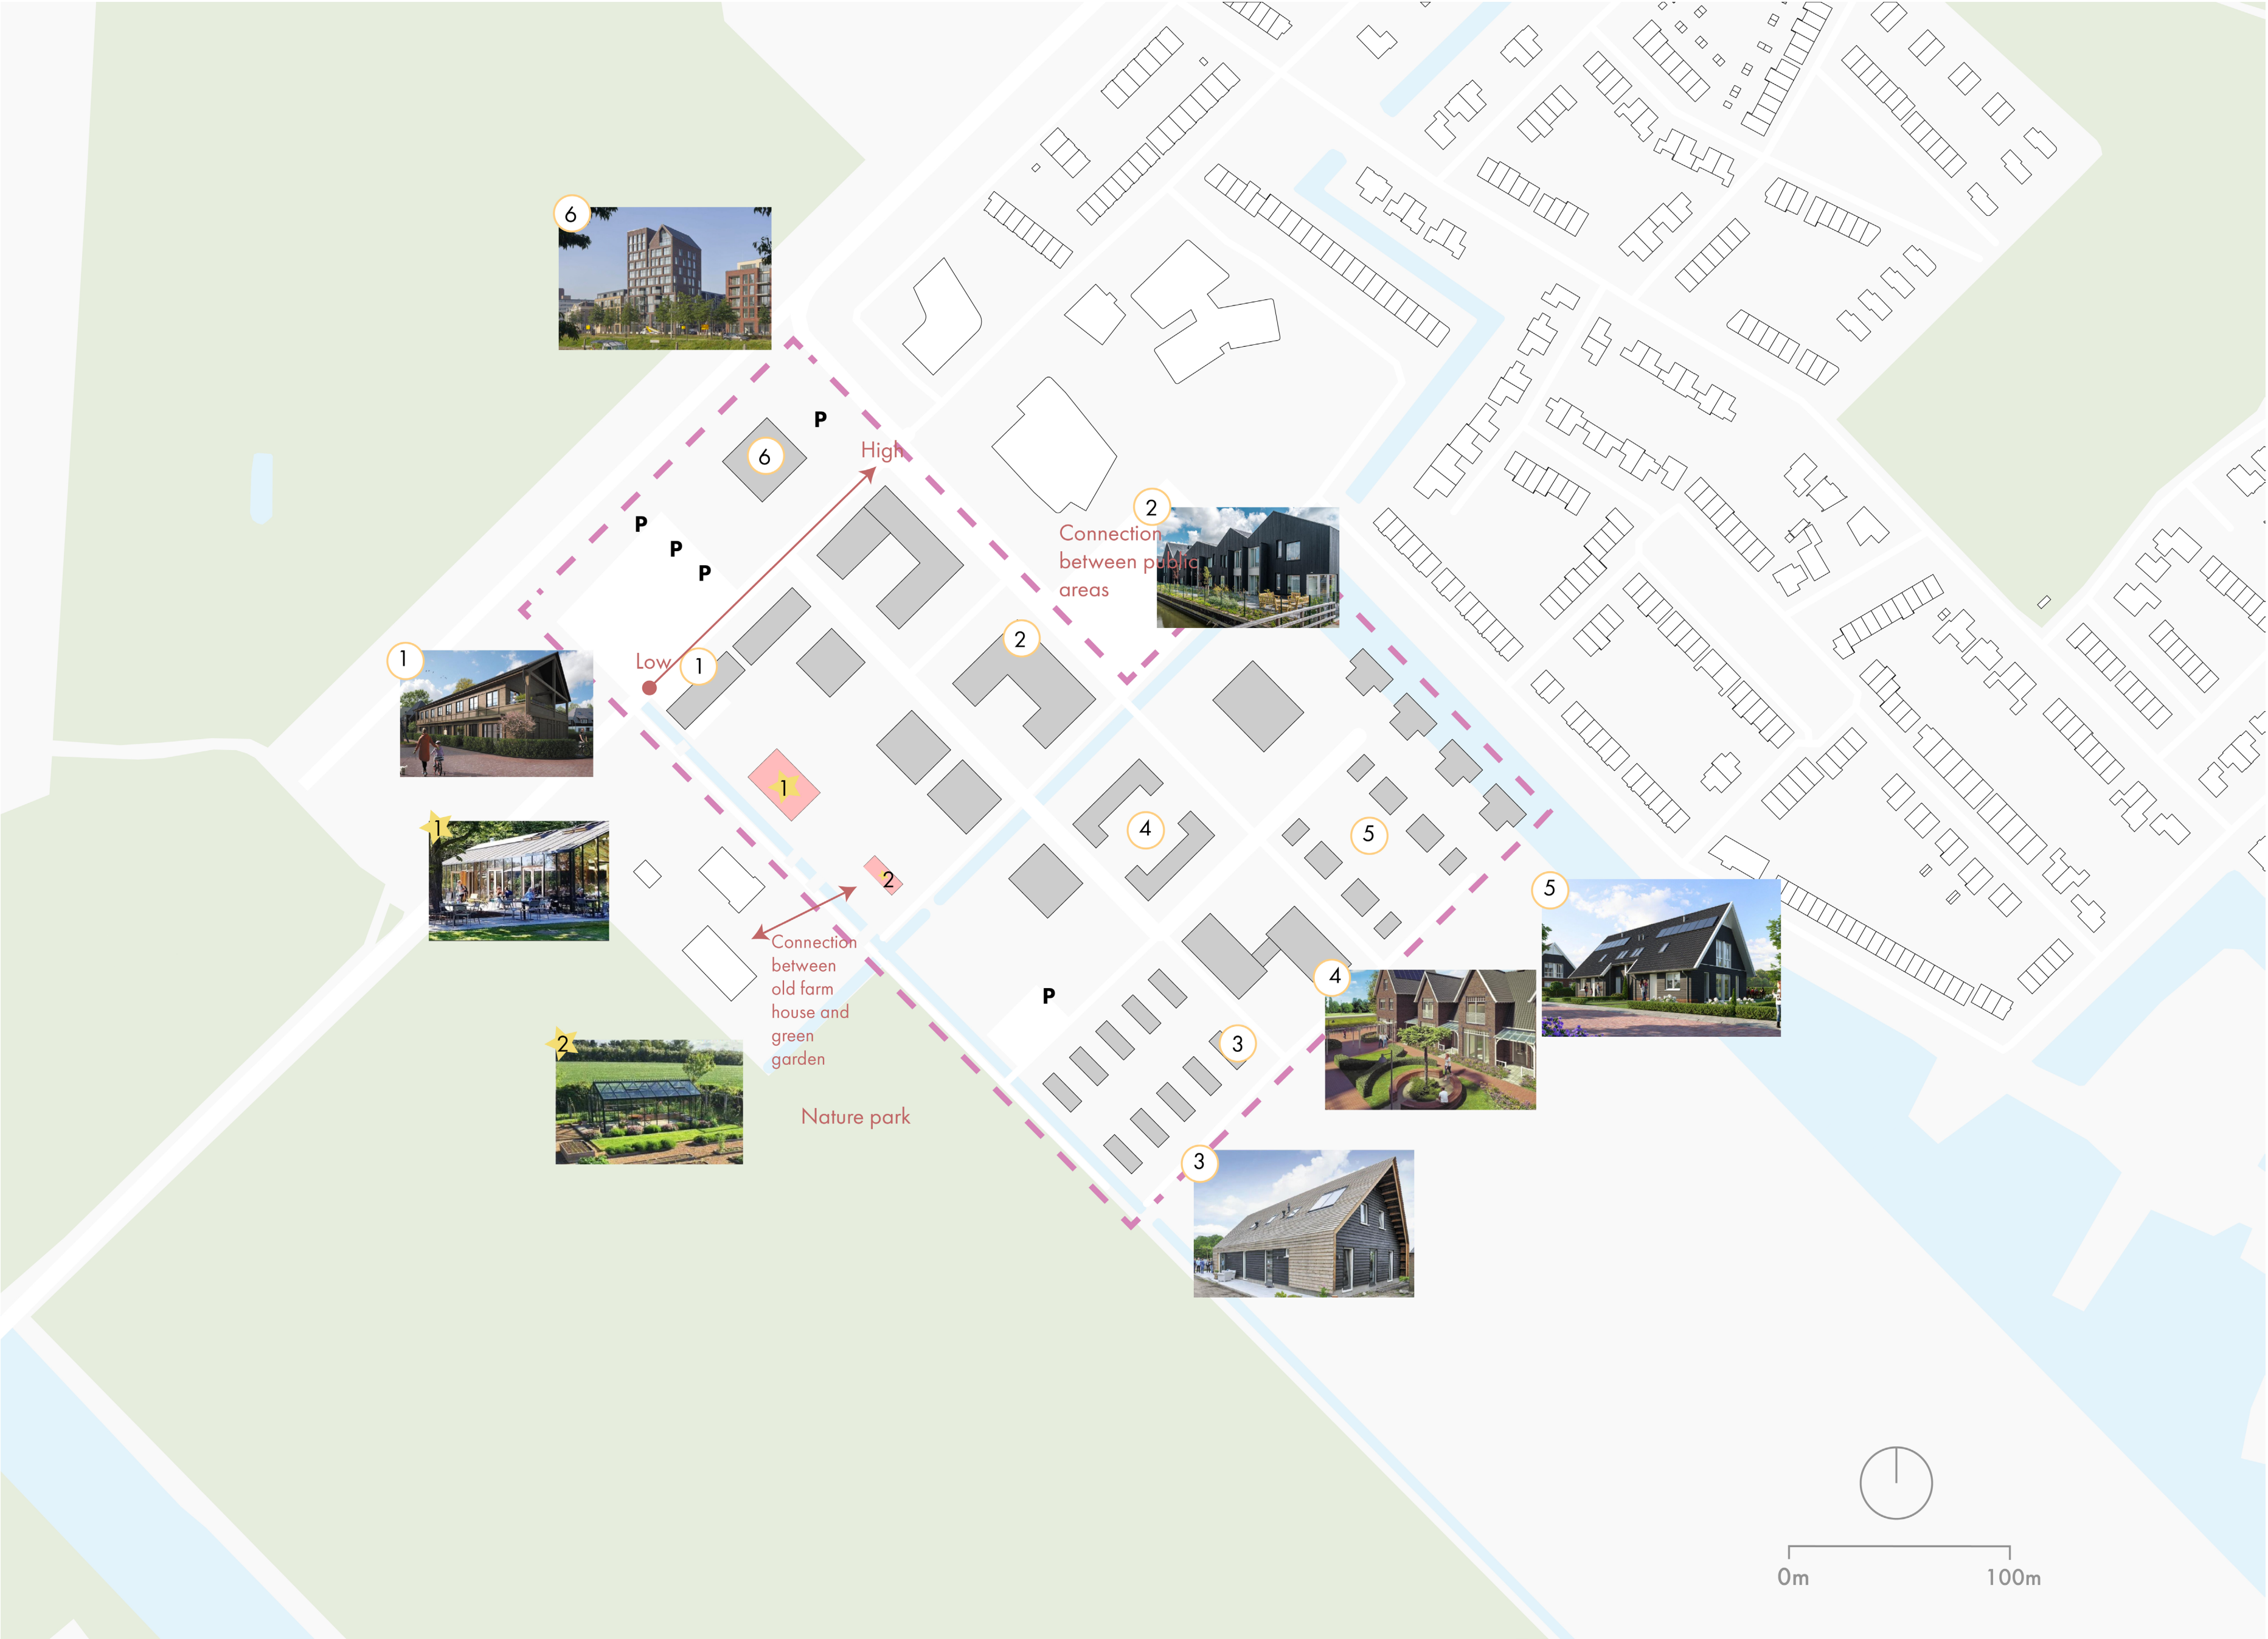 6
P
6
High
P
P
P
2
Connection
between public
areas
2
1
Low
1
1
1
4
5
2
5
Connection
between
old farm
house and
green
garden
4
P
3
2
Nature park
3
0m
100m